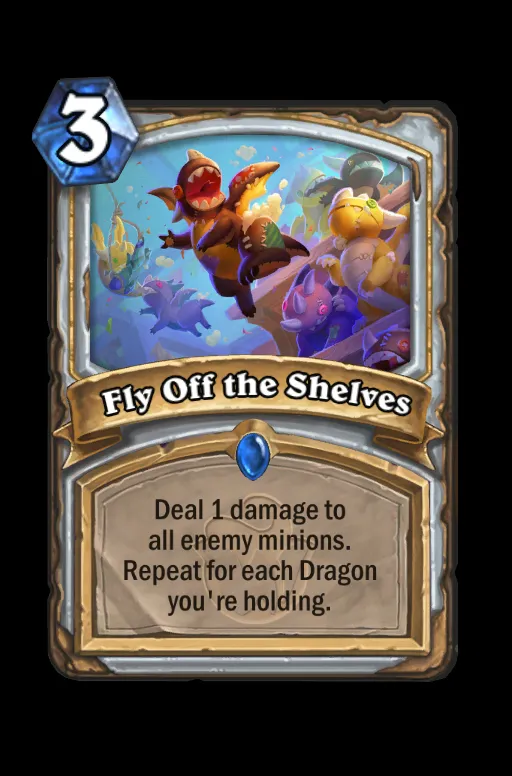 3
Fly Off the Shelves
Deal 1 damage to
all enemy minions.
Repeat for each Dragon
you're holding.